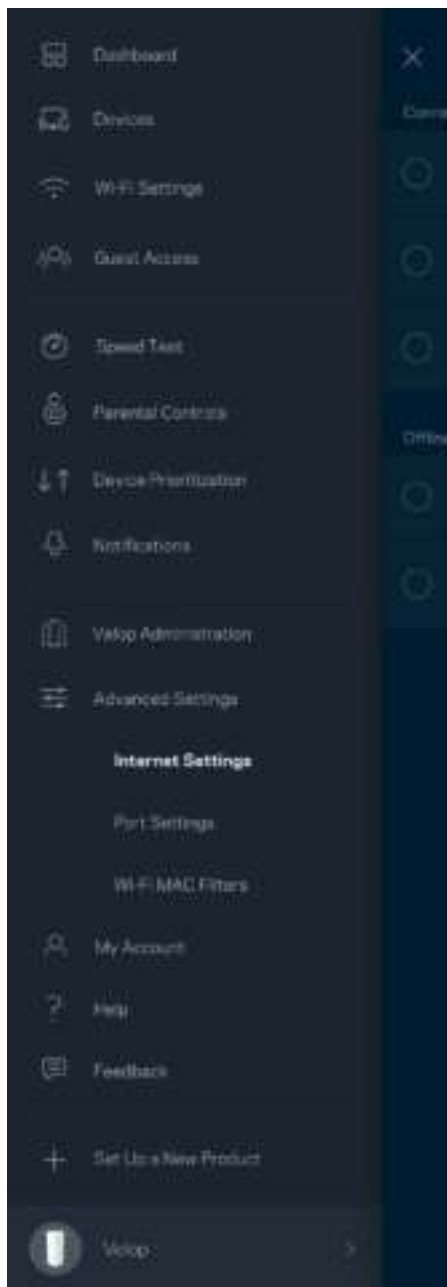 Dashboard
Devices
Wi-Fi Settings
Guest Access
Speed Test
Parental Controls
Device Prioritization
Notifications
Velop Administration
Advanced Settings
Internet Settings
Port Settings
Wi-Fi MAC Filters
My Account
Help
Feedback
Set Up a New Product
Velop
Offline